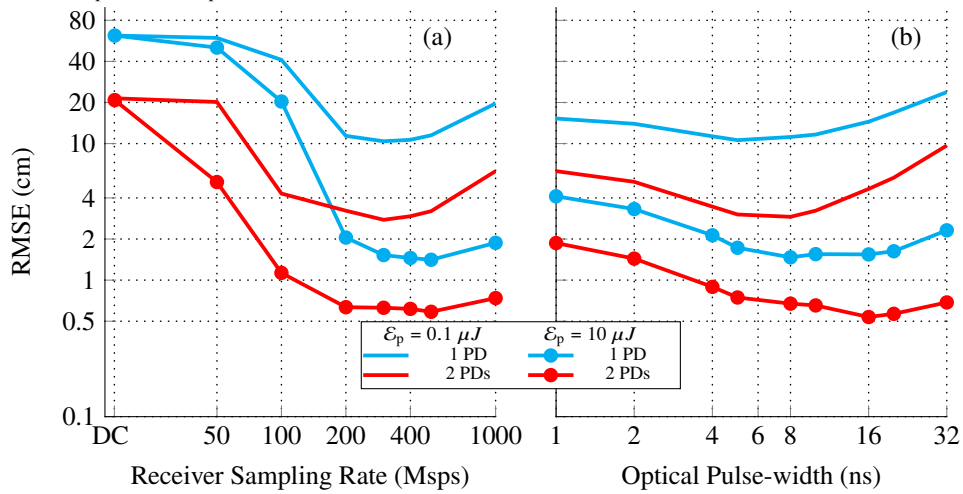 80
40
20
10
4
2
1
0.5
0.1
RMSE (cm)
(a)
(b)
ℰp = 0.1 μJ ℰp = 10 μJ
1 PD 1 PD
2 PDs 2 PDs
DC 50 100 200 400 1000
1 2 4 6 8 16 32
Receiver Sampling Rate (Msps)
Optical Pulse-width (ns)